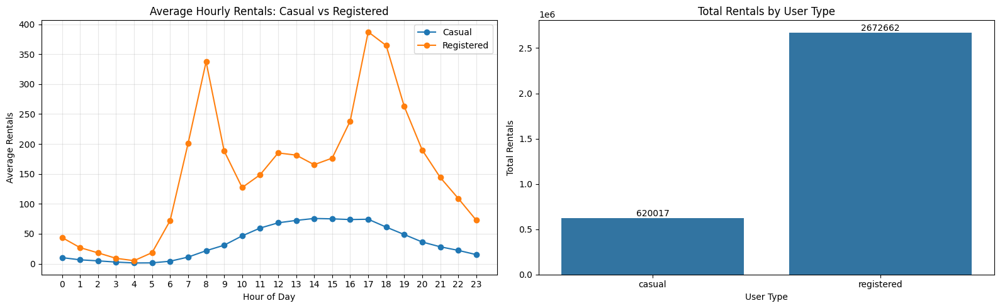 Average Hourly Rentals: Casual vs Registered
400
350
300
250
200
150
100
50
0
Average Rentals
Casual
Registered
0 1 2 3 4 5 6 7 8 9 10 11 12 13 14 15 16 17 18 19 20 21 22 23
Hour of Day
Total Rentals by User Type
1e6
2.5
2.0
1.5
1.0
0.5
0.0
Total Rentals
620017
2672662
casual registered
User Type